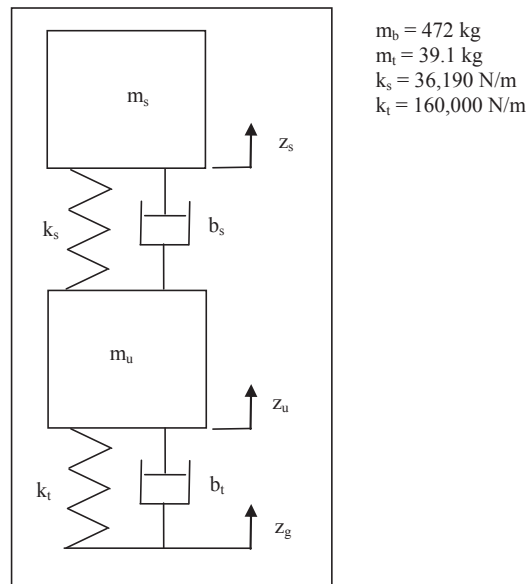 m_b = 472 kg
m_t = 39.1 kg
k_s = 36,190 N/m
k_t = 160,000 N/m
m_s
z_s
k_s
b_s
m_u
z_u
k_t
b_t
z_g